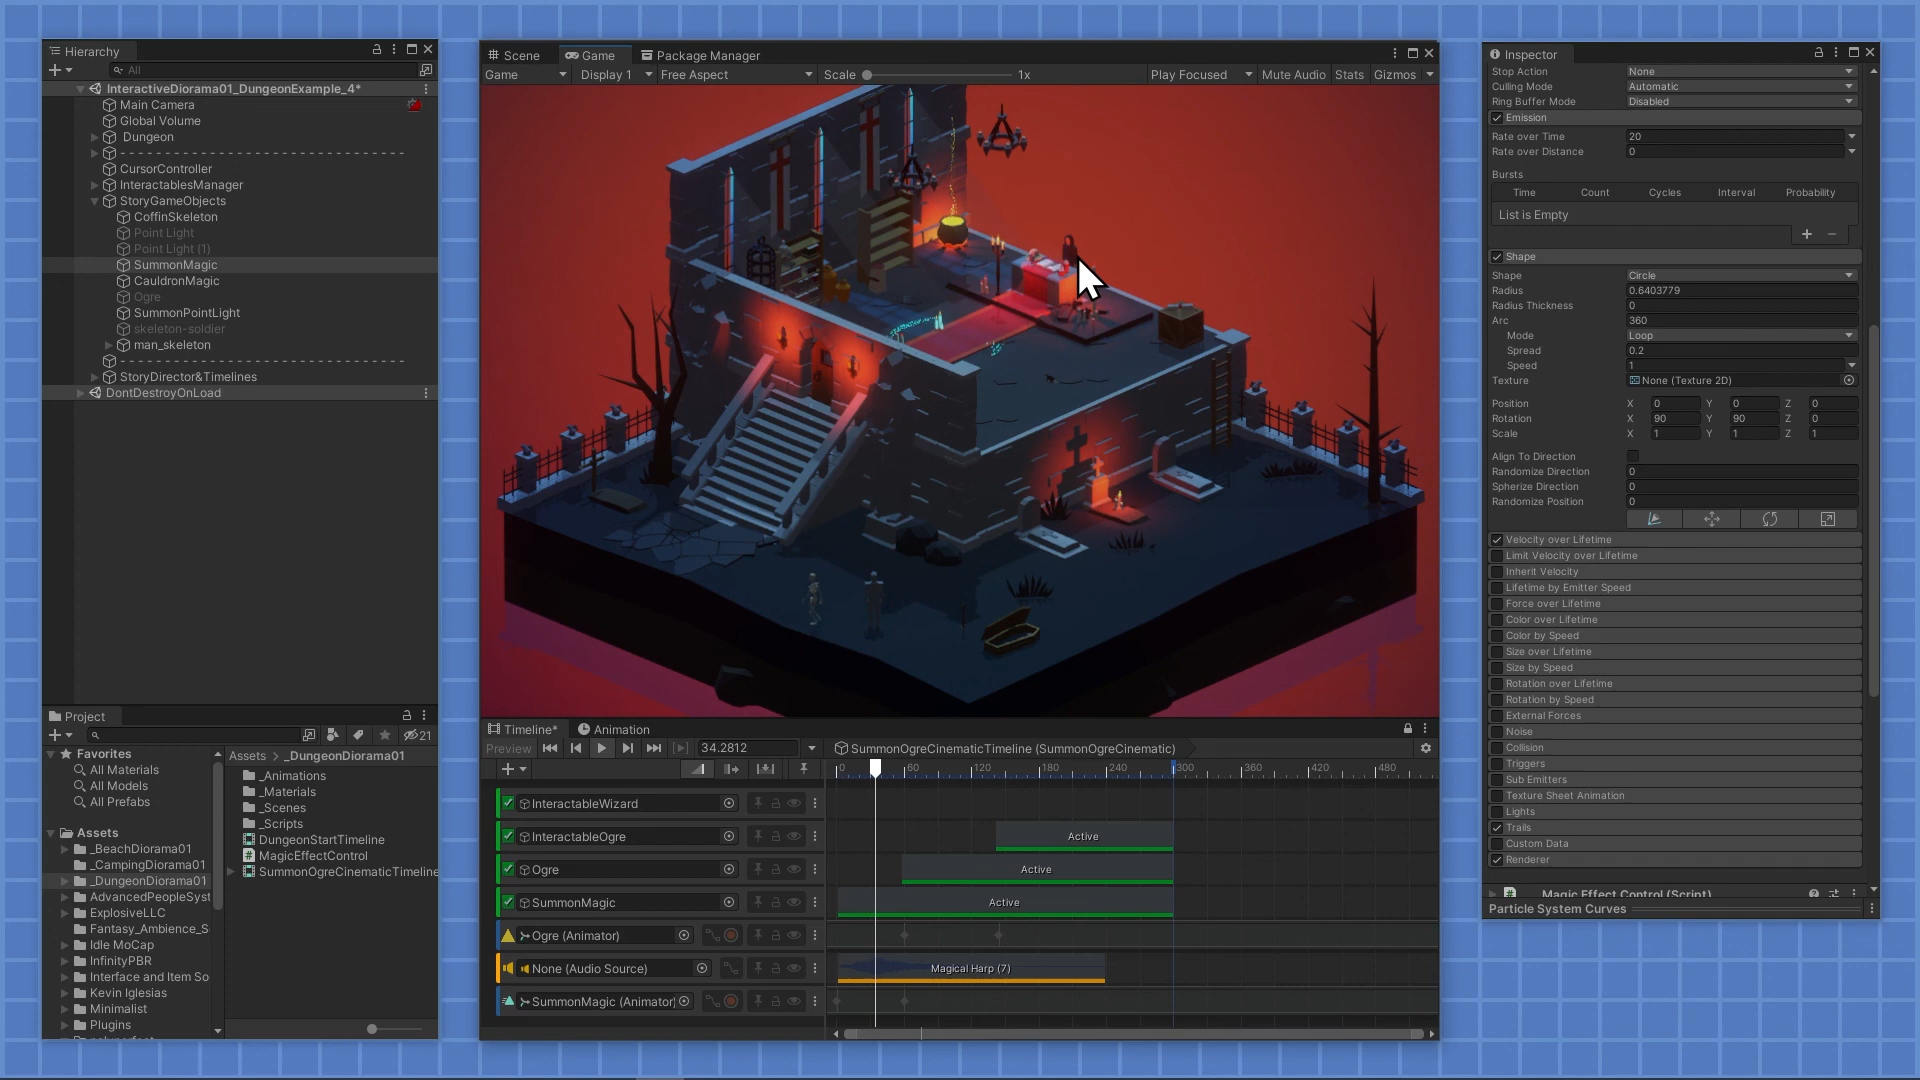 Hierarchy
All
InteractiveDiorama01_DungeonExample_4*
Main Camera
Global Volume
Dungeon
- - - - - - - - - - - - - - - - - - - - - - - - - - - - - - - -
CursorController
InteractablesManager
StoryGameObjects
CoffinSkeleton
Point Light
Point Light (1)
SummonMagic
CauldronMagic
Ogre
SummonPointLight
skeleton-soldier
man_skeleton
- - - - - - - - - - - - - - - - - - - - - - - - - - - - - - - -
StoryDirector&Timelines
DontDestroyOnLoad
Project
21
Favorites
All Materials
All Models
All Prefabs
Assets
_BeachDiorama01
_CampingDiorama01
_DungeonDiorama01
AdvancedPeopleSyst
ExplosiveLLC
Fantasy_Ambience_S
Idle MoCap
InfinityPBR
Interface and Item So
Kevin Iglesias
Minimalist
Plugins
Assets > _DungeonDiorama01
_Animations
_Materials
_Scenes
_Scripts
DungeonStartTimeline
MagicEffectControl
SummonOgreCinematicTimeline
Scene Game Package Manager
Game Display 1 Free Aspect Scale 1x Play Focused Mute Audio Stats Gizmos
Timeline* Animation
Preview 34.2812 SummonOgreCinematicTimeline (SummonOgreCinematic)
0 60 120 180 240 300 360 420 480
InteractableWizard
InteractableOgre Active
Ogre Active
SummonMagic Active
Ogre (Animator)
None (Audio Source) Magical Harp (7)
SummonMagic (Animator)
Inspector
Stop Action None
Culling Mode Automatic
Ring Buffer Mode Disabled
Emission
Rate over Time 20
Rate over Distance 0
Bursts
Time Count Cycles Interval Probability
List is Empty
+ −
Shape
Shape Circle
Radius 0.6403779
Radius Thickness 0
Arc 360
Mode Loop
Spread 0.2
Speed 1
Texture None (Texture 2D)
Position X 0 Y 0 Z 0
Rotation X 90 Y 90 Z 0
Scale X 1 Y 1 Z 1
Align To Direction
Randomize Direction 0
Spherize Direction 0
Randomize Position 0
Velocity over Lifetime
Limit Velocity over Lifetime
Inherit Velocity
Lifetime by Emitter Speed
Force over Lifetime
Color over Lifetime
Color by Speed
Size over Lifetime
Size by Speed
Rotation over Lifetime
Rotation by Speed
External Forces
Noise
Collision
Triggers
Sub Emitters
Texture Sheet Animation
Lights
Trails
Custom Data
Renderer
Magic Effect Control (Script)
Particle System Curves